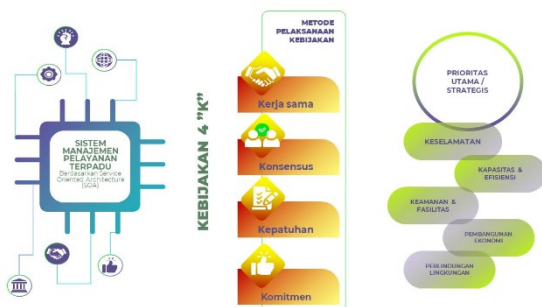 SISTEM
MANAJEMEN
PELAYANAN
TERPADU
Berdasarkan Service
Oriented Architecture
(SOA)
KEBIJAKAN 4 "K"
METODE
PELAKSANAAN
KEBIJAKAN
Kerja sama
Konsensus
Kepatuhan
Komitmen
PRIORITAS
UTAMA /
STRATEGIS
KESELAMATAN
KAPASITAS &
EFISIENSI
KEAMANAN &
FASILITAS
PEMBANGUNAN
EKONOMI
PERLINDUNGAN
LINGKUNGAN